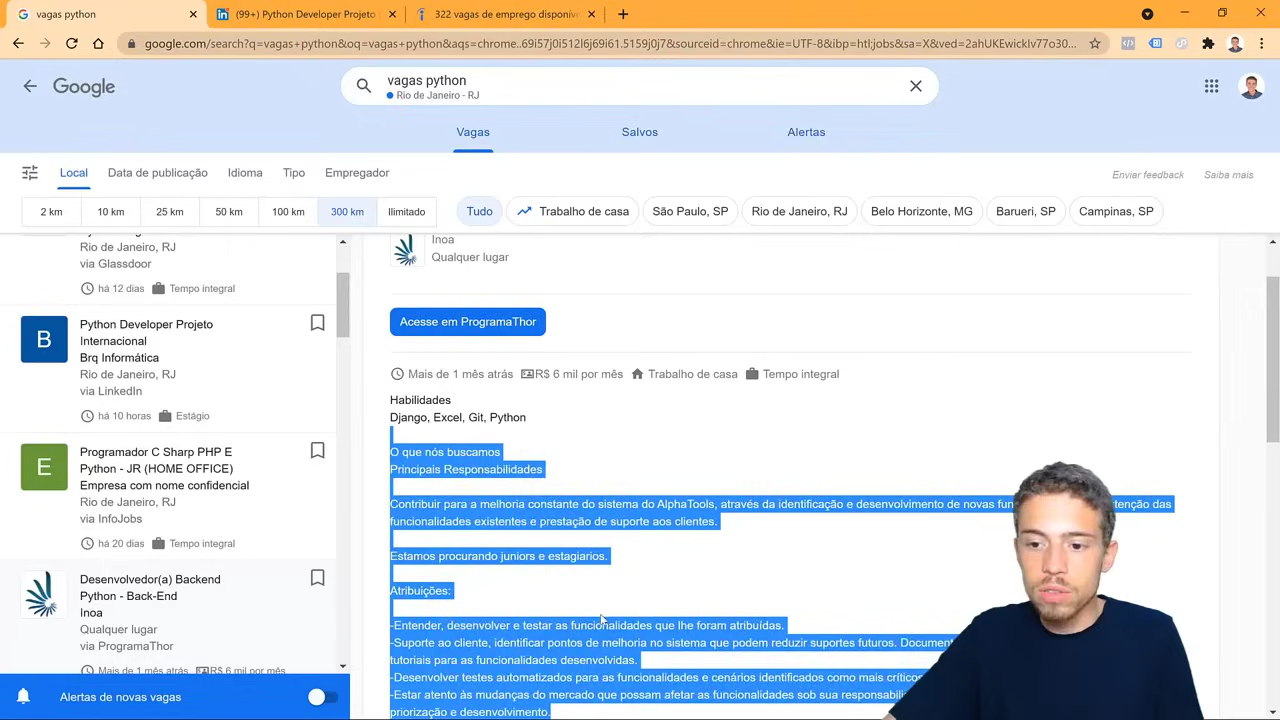 vagas python
(99+) Python Developer Projeto
322 vagas de emprego disponív
google.com/search?q=vagas+python&oq=vagas+python&aqs=chrome..69i57j0i512l6j69i61.5159j0j7&sourceid=chrome&ie=UTF-8&ibp=htl;jobs&sa=X&ved=2ahUKEwickIv77o30...
Google
vagas python
Rio de Janeiro - RJ
Vagas
Salvos
Alertas
Local
Data de publicação
Idioma
Tipo
Empregador
Enviar feedback
Saiba mais
2 km
10 km
25 km
50 km
100 km
300 km
Ilimitado
Tudo
Trabalho de casa
São Paulo, SP
Rio de Janeiro, RJ
Belo Horizonte, MG
Barueri, SP
Campinas, SP
Rio de Janeiro, RJ
via Glassdoor
há 12 dias
Tempo integral
B
Python Developer Projeto
Internacional
Brq Informática
Rio de Janeiro, RJ
via LinkedIn
há 10 horas
Estágio
E
Programador C Sharp PHP E
Python - JR (HOME OFFICE)
Empresa com nome confidencial
Rio de Janeiro, RJ
via InfoJobs
há 20 dias
Tempo integral
Desenvolvedor(a) Backend
Python - Back-End
Inoa
Qualquer lugar
via ProgramaThor
Mais de 1 mês atrás
R$ 6 mil por mês
Alertas de novas vagas
Inoa
Qualquer lugar
Acesse em ProgramaThor
Mais de 1 mês atrás
R$ 6 mil por mês
Trabalho de casa
Tempo integral
Habilidades
Django, Excel, Git, Python
O que nós buscamos
Principais Responsabilidades
Contribuir para a melhoria constante do sistema do AlphaTools, através da identificação e desenvolvimento de novas fun tenção das
funcionalidades existentes e prestação de suporte aos clientes.
Estamos procurando juniors e estagiarios.
Atribuições:
-Entender, desenvolver e testar as funcionalidades que lhe foram atribuídas.
-Suporte ao cliente, identificar pontos de melhoria no sistema que podem reduzir suportes futuros. Document
tutoriais para as funcionalidades desenvolvidas.
-Desenvolver testes automatizados para as funcionalidades e cenários identificados como mais críticos
-Estar atento às mudanças do mercado que possam afetar as funcionalidades sob sua responsabili
priorização e desenvolvimento.